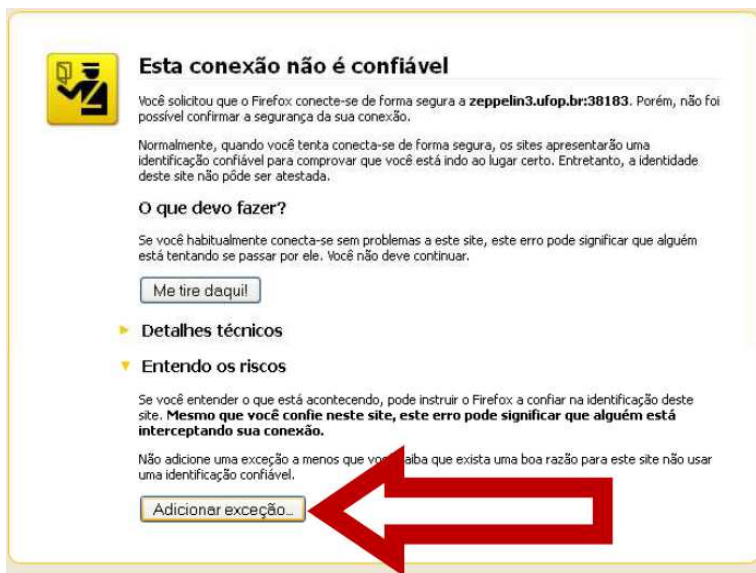 Esta conexão não é confiável
Você solicitou que o Firefox conecte-se de forma segura a zeppelin3.ufop.br:38183. Porém, não foi
possível confirmar a segurança da sua conexão.
Normalmente, quando você tenta conecta-se de forma segura, os sites apresentarão uma
identificação confiável para comprovar que você está indo ao lugar certo. Entretanto, a identidade
deste site não pôde ser atestada.
O que devo fazer?
Se você habitualmente conecta-se sem problemas a este site, este erro pode significar que alguém
está tentando se passar por ele. Você não deve continuar.
Me tire daqui!
Detalhes técnicos
Entendo os riscos
Se você entender o que está acontecendo, pode instruir o Firefox a confiar na identificação deste
site. Mesmo que você confie neste site, este erro pode significar que alguém está
interceptando sua conexão.
Não adicione uma exceção a menos que que exista uma boa razão para este site não usar
uma identificação confiável.
Adicionar exceção...